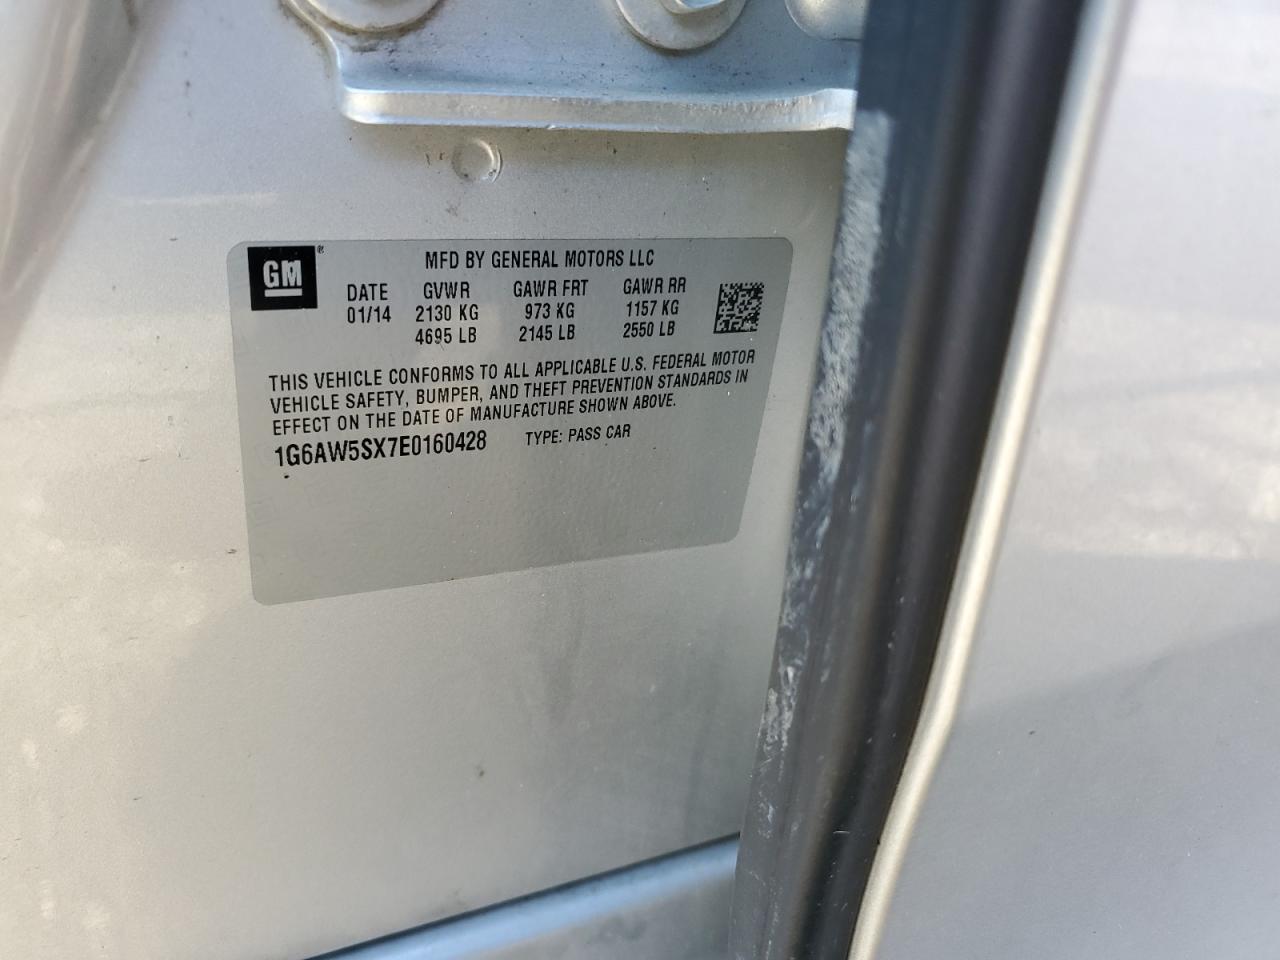 GM®
MFD BY GENERAL MOTORS LLC
DATE GVWR GAWR FRT GAWR RR
01/14 2130 KG 973 KG 1157 KG
4695 LB 2145 LB 2550 LB
THIS VEHICLE CONFORMS TO ALL APPLICABLE U.S. FEDERAL MOTOR
VEHICLE SAFETY, BUMPER, AND THEFT PREVENTION STANDARDS IN
EFFECT ON THE DATE OF MANUFACTURE SHOWN ABOVE.
1G6AW5SX7E0160428 TYPE: PASS CAR